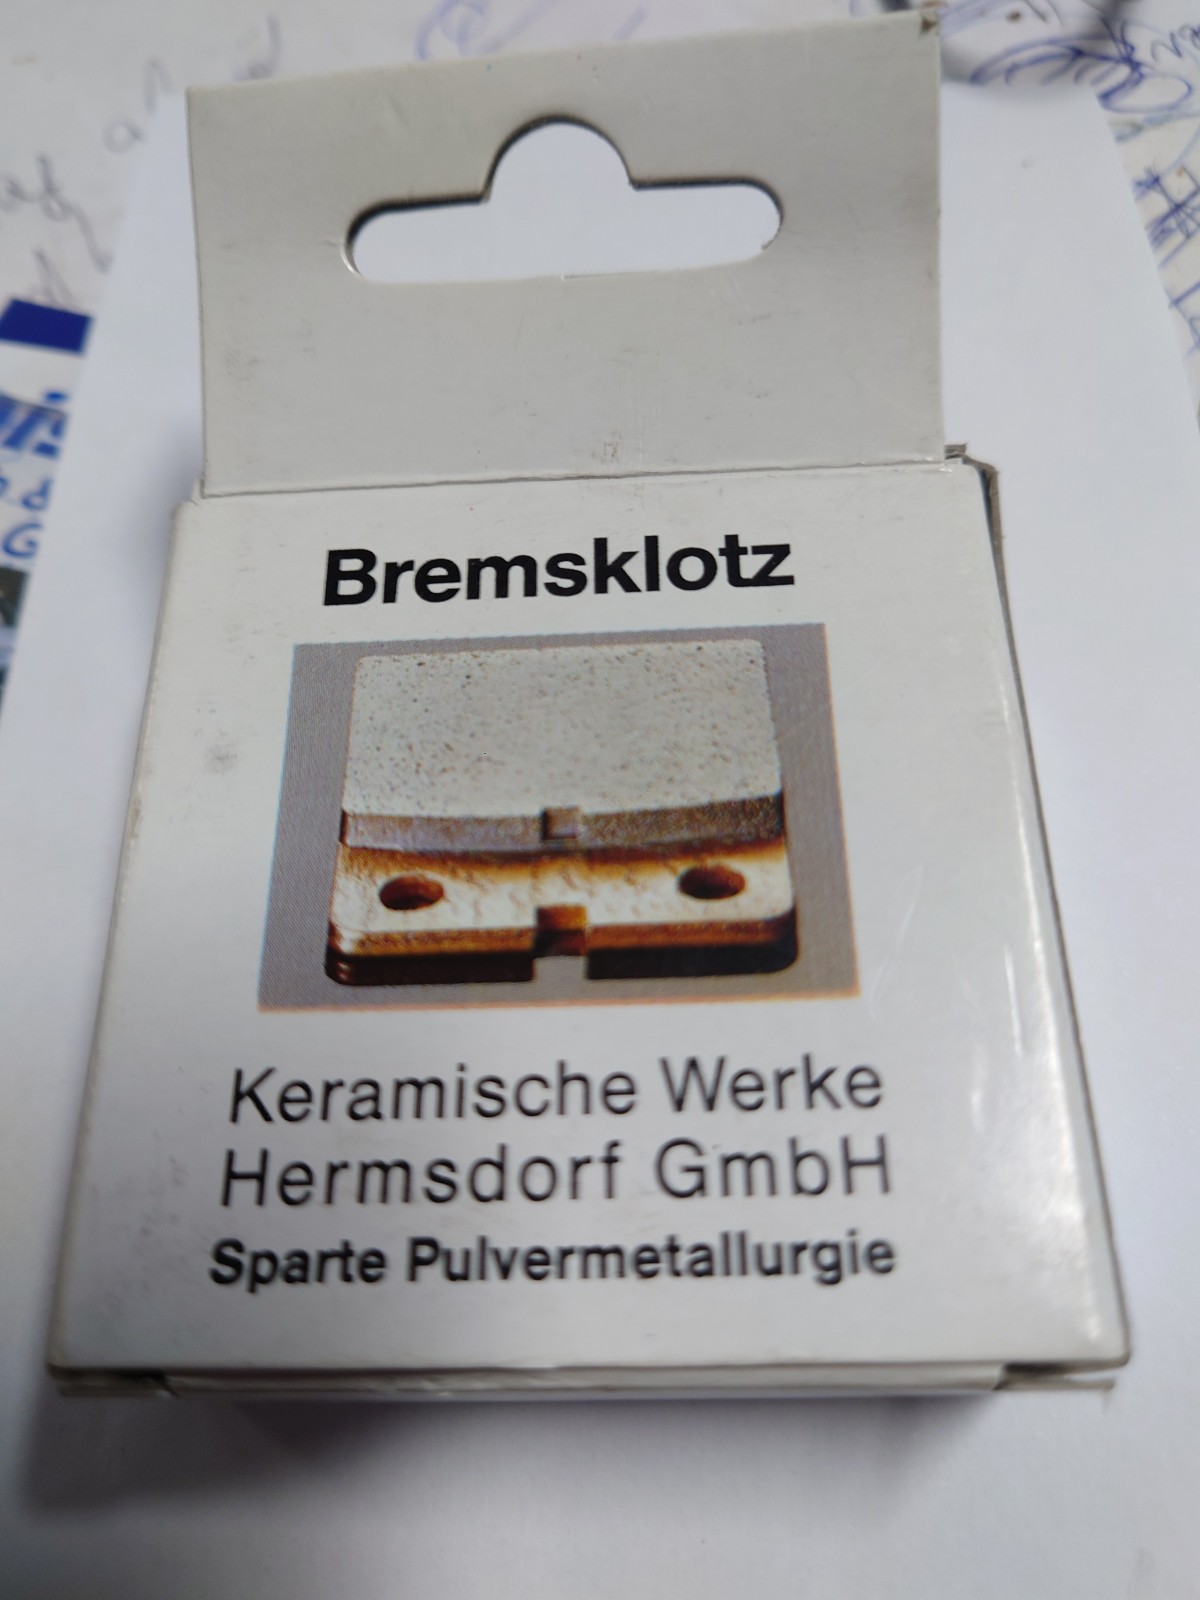 Bremsklotz
Keramische Werke
Hermsdorf GmbH
Sparte Pulvermetallurgie